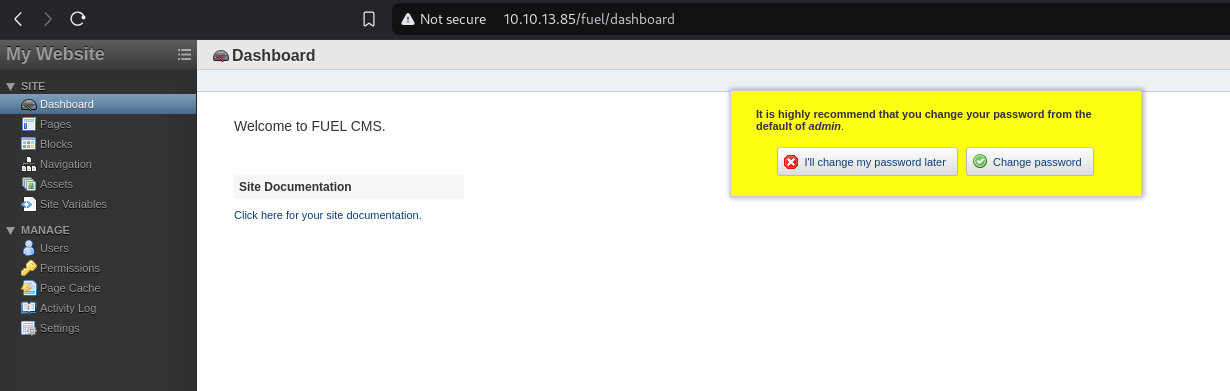 Not secure 10.10.13.85/fuel/dashboard
My Website
Dashboard
SITE
Dashboard
Pages
Blocks
Navigation
Assets
Site Variables
MANAGE
Users
Permissions
Page Cache
Activity Log
Settings
Welcome to FUEL CMS.
Site Documentation
Click here for your site documentation.
It is highly recommend that you change your password from the
default of admin.
I'll change my password later
Change password